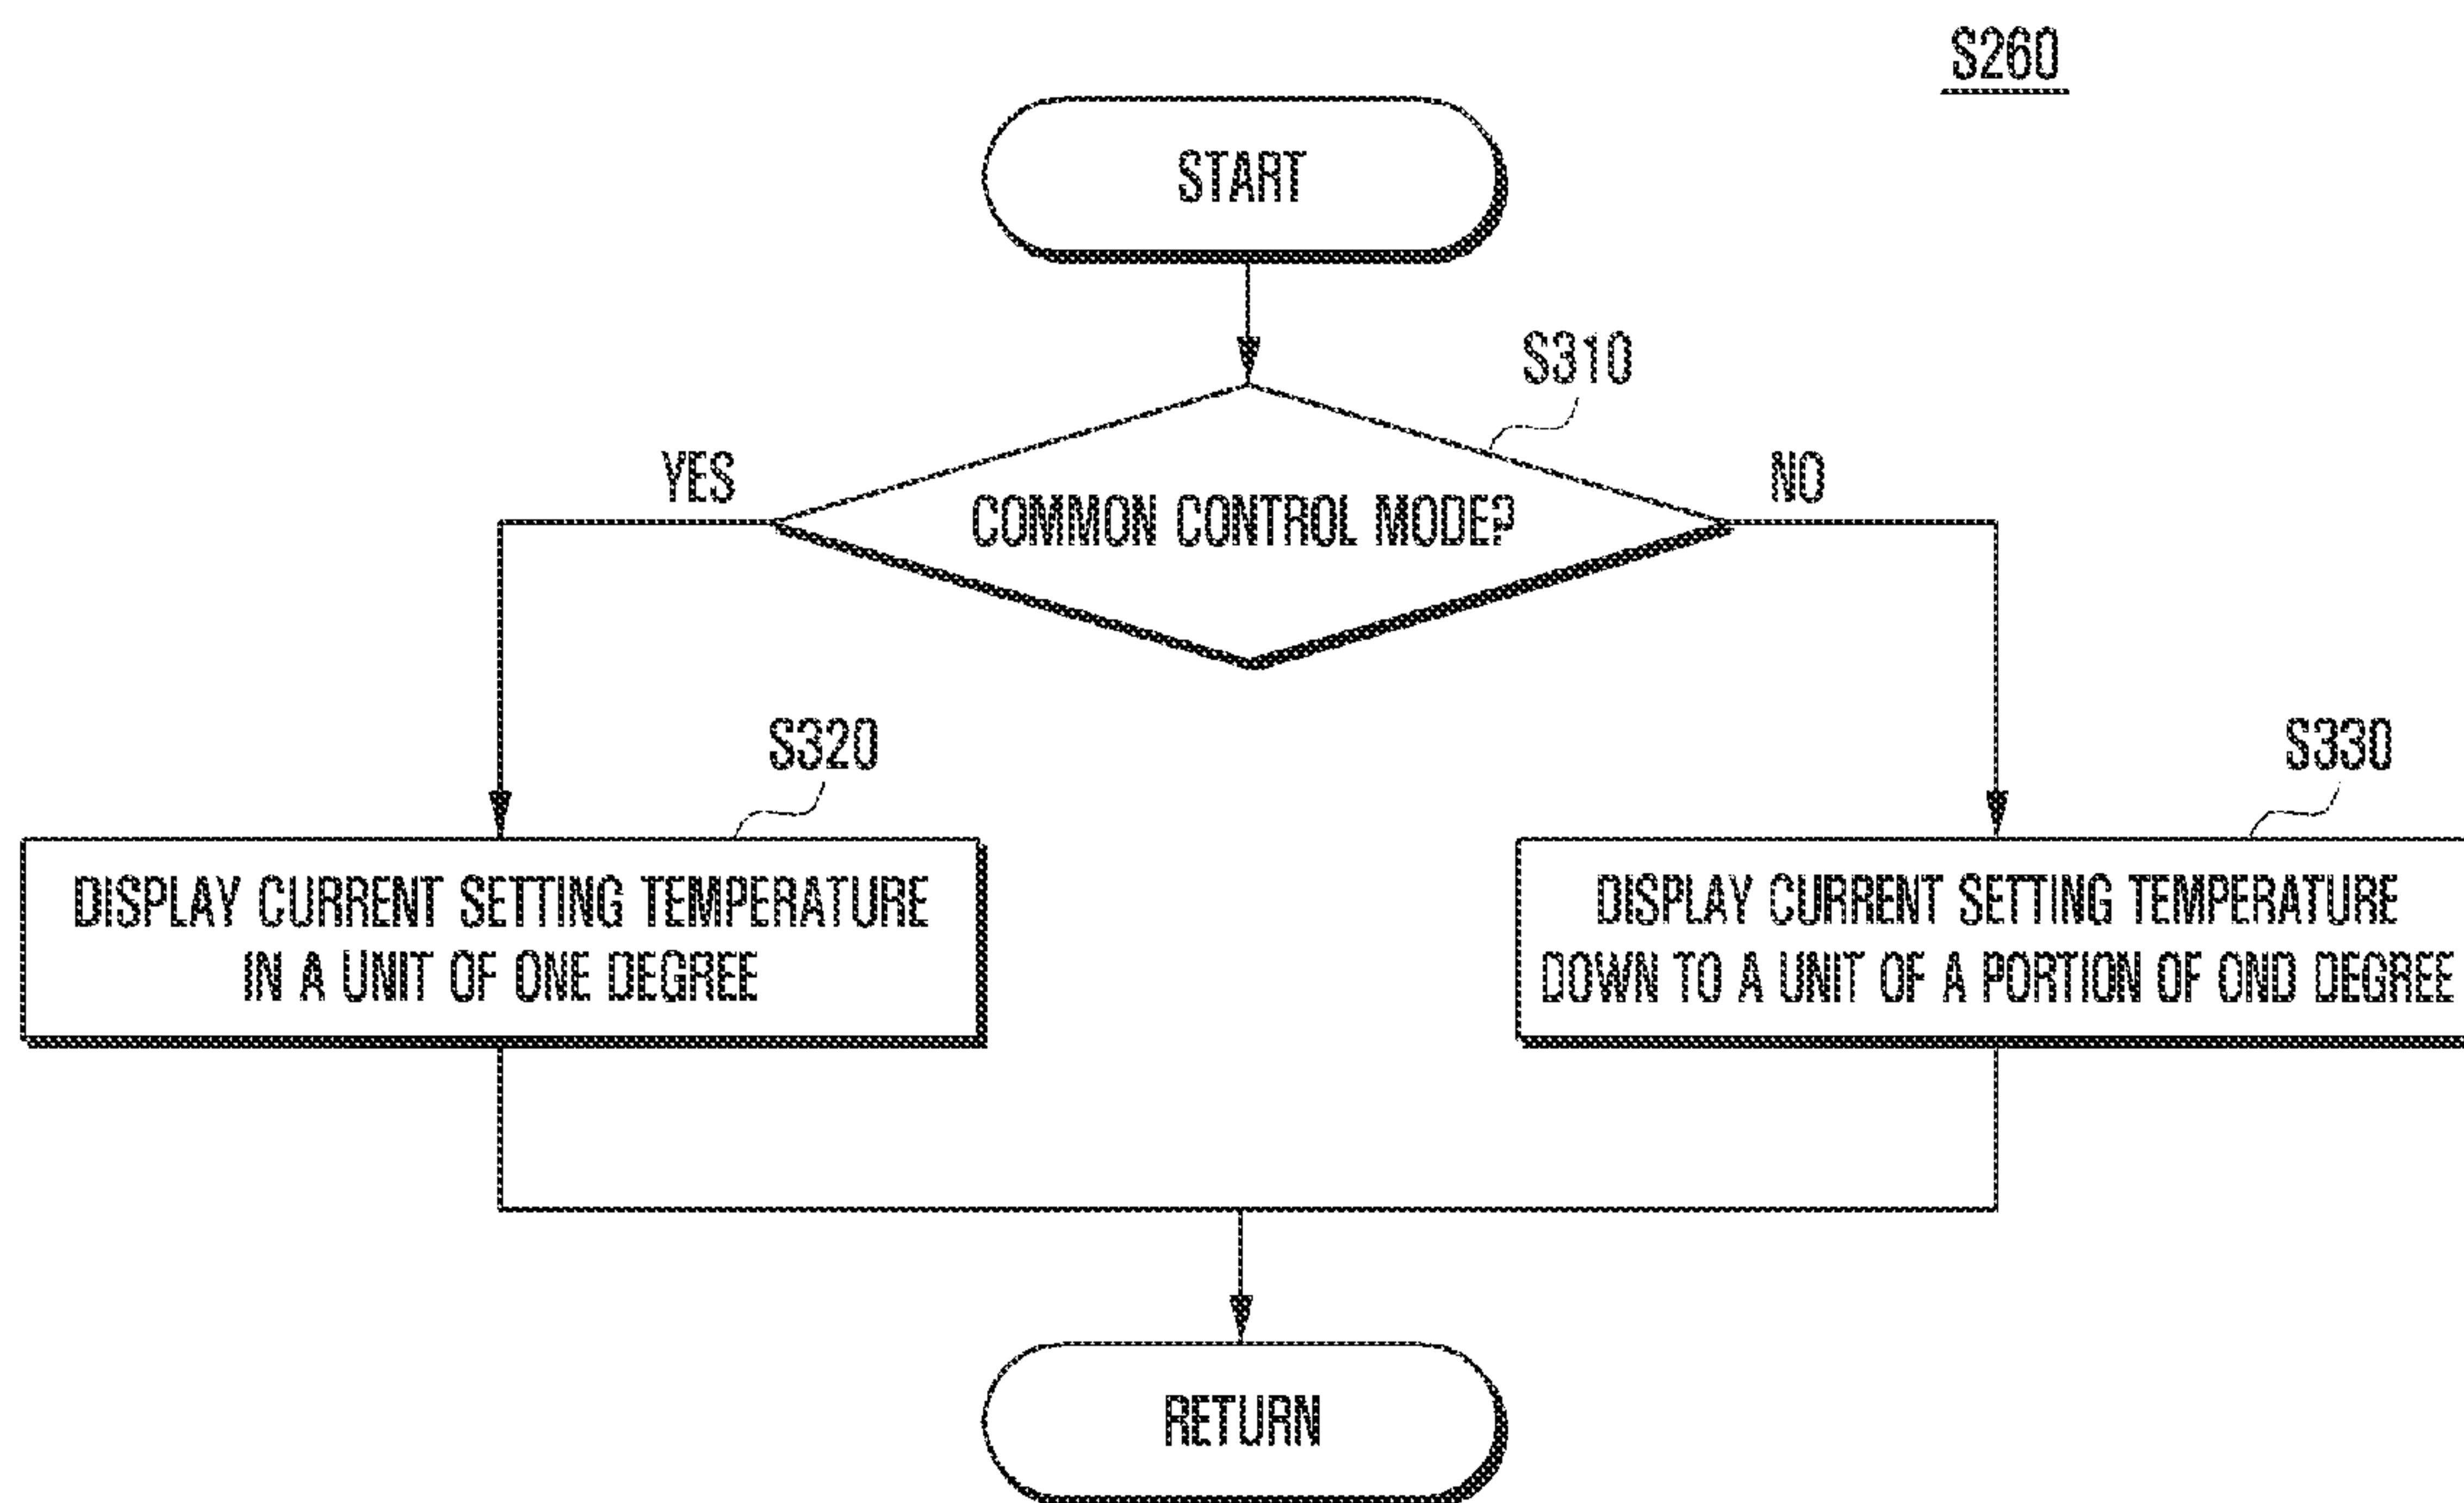 S260
START
S310
YES
NO
COMMON CONTROL MODE?
S320
S330
DISPLAY CURRENT SETTING TEMPERATURE
IN A UNIT OF ONE DEGREE
DISPLAY CURRENT SETTING TEMPERATURE
DOWN TO A UNIT OF A PORTION OF OND DEGREE
RETURN